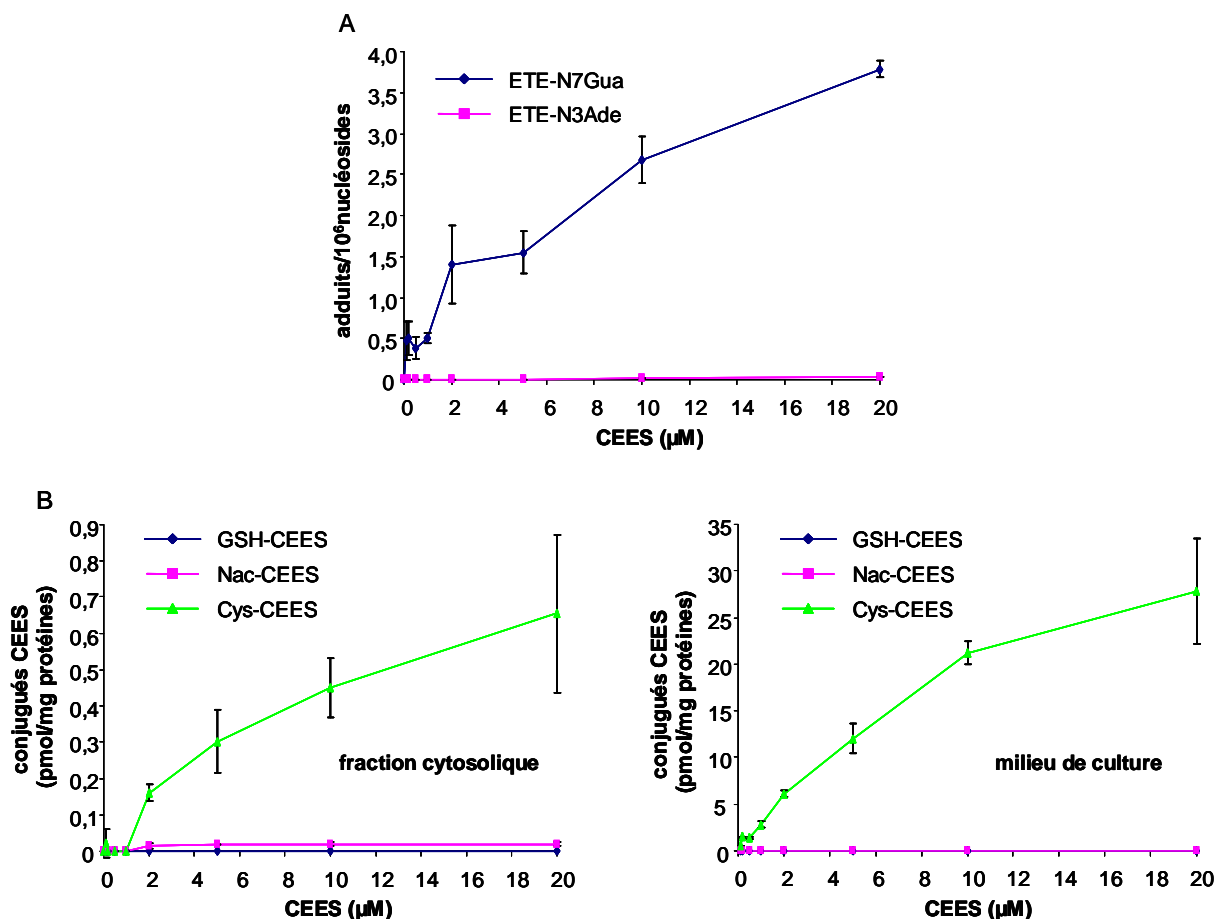 A
4,0
3,5
3,0
2,5
2,0
1,5
1,0
0,5
0
adduits/10⁶nucléosides
ETE-N7Gua
ETE-N3Ade
0 2 4 6 8 10 12 14 16 18 20
CEES (µM)
B
0,9
0,8
0,7
0,6
0,5
0,4
0,3
0,2
0,1
0
conjugués CEES
(pmol/mg protéines)
GSH-CEES
Nac-CEES
Cys-CEES
fraction cytosolique
0 2 4 6 8 10 12 14 16 18 20
CEES (µM)
35
30
25
20
15
10
5
0
conjugués CEES
(pmol/mg protéines)
GSH-CEES
Nac-CEES
Cys-CEES
milieu de culture
0 2 4 6 8 10 12 14 16 18 20
CEES (µM)